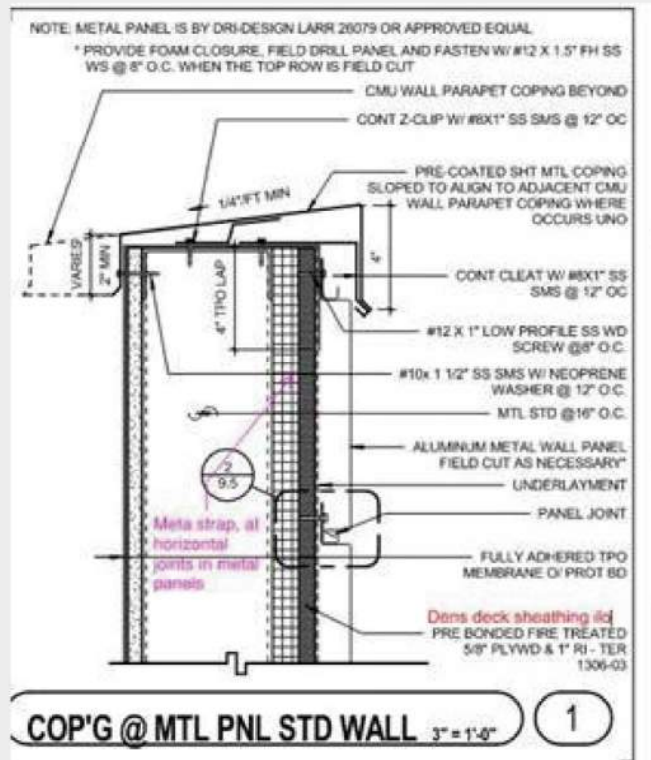 NOTE: METAL PANEL IS BY DRI-DESIGN LARR 26079 OR APPROVED EQUAL
* PROVIDE FOAM CLOSURE, FIELD DRILL PANEL AND FASTEN W/ #12 X 1.5" FH SS
WS @ 8" O.C. WHEN THE TOP ROW IS FIELD CUT
CMU WALL PARAPET COPING BEYOND
CONT Z-CLIP W/ #8X1" SS SMS @ 12" OC
1/4"/FT MIN
PRE-COATED SHT MTL COPING
SLOPED TO ALIGN TO ADJACENT CMU
WALL PARAPET COPING WHERE
OCCURS UNO
VARIES
2" MIN
4" TPO LAP
4"
CONT CLEAT W/ #8X1" SS
SMS @ 12" OC
#12 X 1" LOW PROFILE SS WD
SCREW @8" O.C.
#10x 1 1/2" SS SMS W/ NEOPRENE
WASHER @ 12" O.C.
MTL STD @16" O.C.
ALUMINUM METAL WALL PANEL
FIELD CUT AS NECESSARY*
2
9.5
UNDERLAYMENT
PANEL JOINT
Meta strap, at
horizontal
joints in metal
panels
FULLY ADHERED TPO
MEMBRANE O/ PROT BD
Dens deck sheathing ilo
PRE BONDED FIRE TREATED
5/8" PLYWD & 1" RI - TER
1306-03
COP'G @ MTL PNL STD WALL 3" = 1'-0"
1